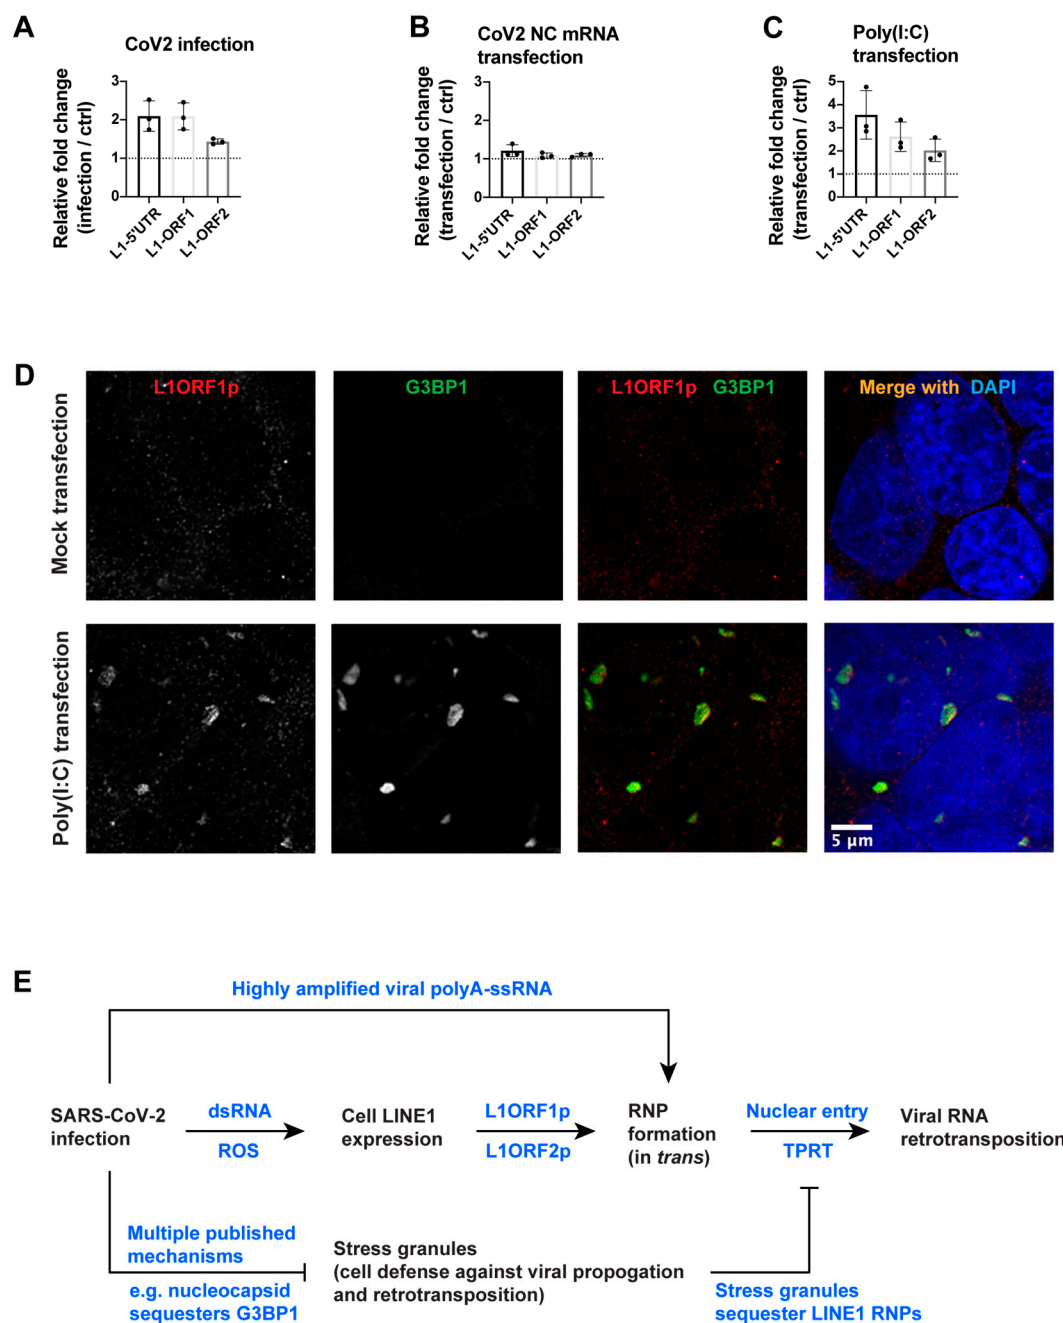 A
CoV2 infection
Relative fold change
(infection / ctrl)
3
2
1
0
L1-5'UTR
L1-ORF1
L1-ORF2
B
CoV2 NC mRNA
transfection
Relative fold change
(transfection / ctrl)
3
2
1
0
L1-5'UTR
L1-ORF1
L1-ORF2
C
Poly(I:C)
transfection
Relative fold change
(transfection / ctrl)
5
4
3
2
1
0
L1-5'UTR
L1-ORF1
L1-ORF2
D
L1ORF1p
G3BP1
L1ORF1p G3BP1
Merge with DAPI
Mock transfection
Poly(I:C) transfection
5 µm
E
Highly amplified viral polyA-ssRNA
SARS-CoV-2
infection
dsRNA
ROS
Cell LINE1
expression
L1ORF1p
L1ORF2p
RNP
formation
(in trans)
Nuclear entry
TPRT
Viral RNA
retrotransposition
Multiple published
mechanisms
e.g. nucleocapsid
sequesters G3BP1
Stress granules
(cell defense against viral propogation
and retrotransposition)
Stress granules
sequester LINE1 RNPs